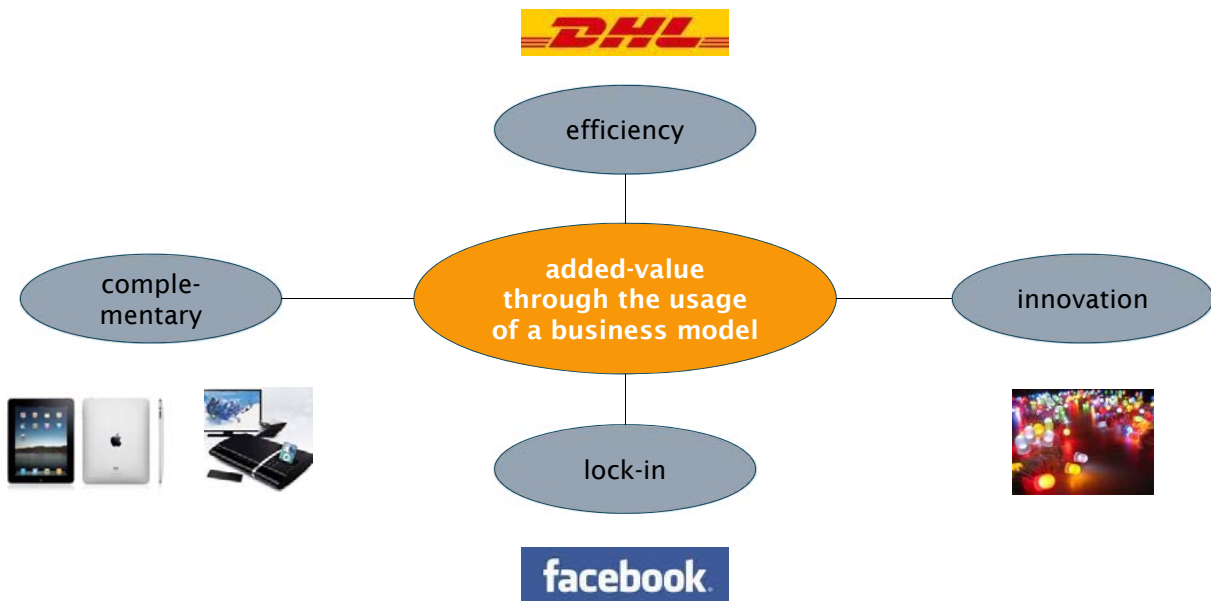 DHL
efficiency
added-value
through the usage
of a business model
comple-
mentary
innovation
lock-in
facebook.